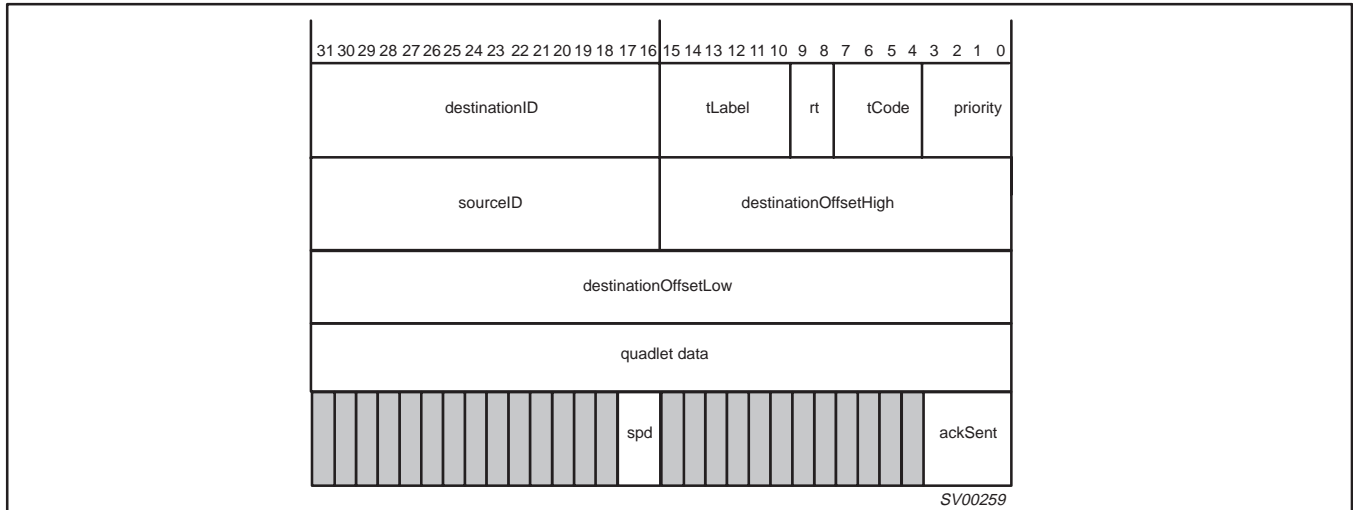 31 30 29 28 27 26 25 24 23 22 21 20 19 18 17 16 15 14 13 12 11 10 9 8 7 6 5 4 3 2 1 0
destinationID tLabel rt tCode priority
sourceID destinationOffsetHigh
destinationOffsetLow
quadlet data
spd ackSent
SV00259